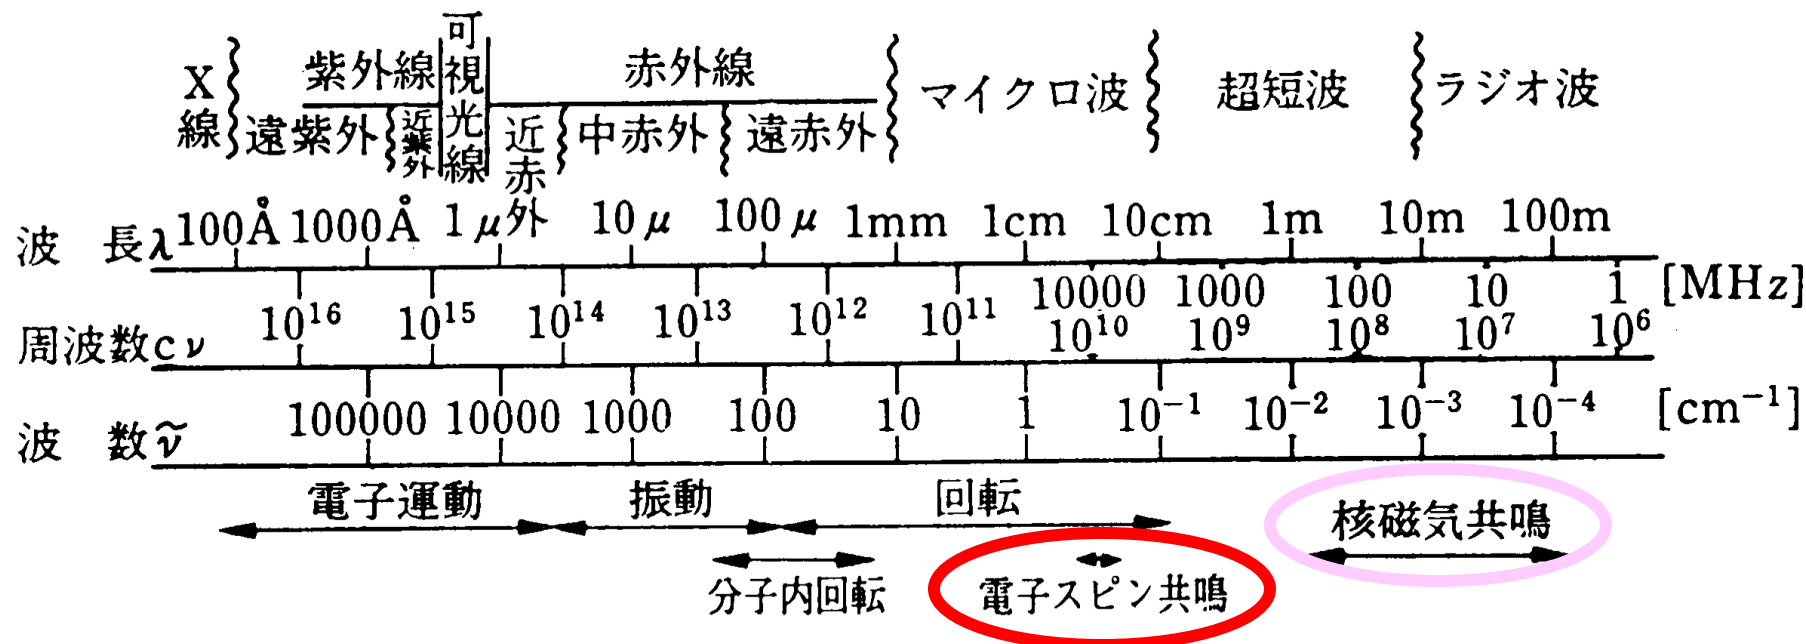 X線 紫外線 可視光線 赤外線 マイクロ波 超短波 ラジオ波
遠紫外 近紫外 近赤外 中赤外 遠赤外
波 長 λ 100Å 1000Å 1μ 10μ 100μ 1mm 1cm 10cm 1m 10m 100m
10000 1000 100 10 1 [MHz]
周波数 cν 10¹⁶ 10¹⁵ 10¹⁴ 10¹³ 10¹² 10¹¹ 10¹⁰ 10⁹ 10⁸ 10⁷ 10⁶
波 数 ν̃ 100000 10000 1000 100 10 1 10⁻¹ 10⁻² 10⁻³ 10⁻⁴ [cm⁻¹]
電子運動 振動 回転 核磁気共鳴
分子内回転 電子スピン共鳴